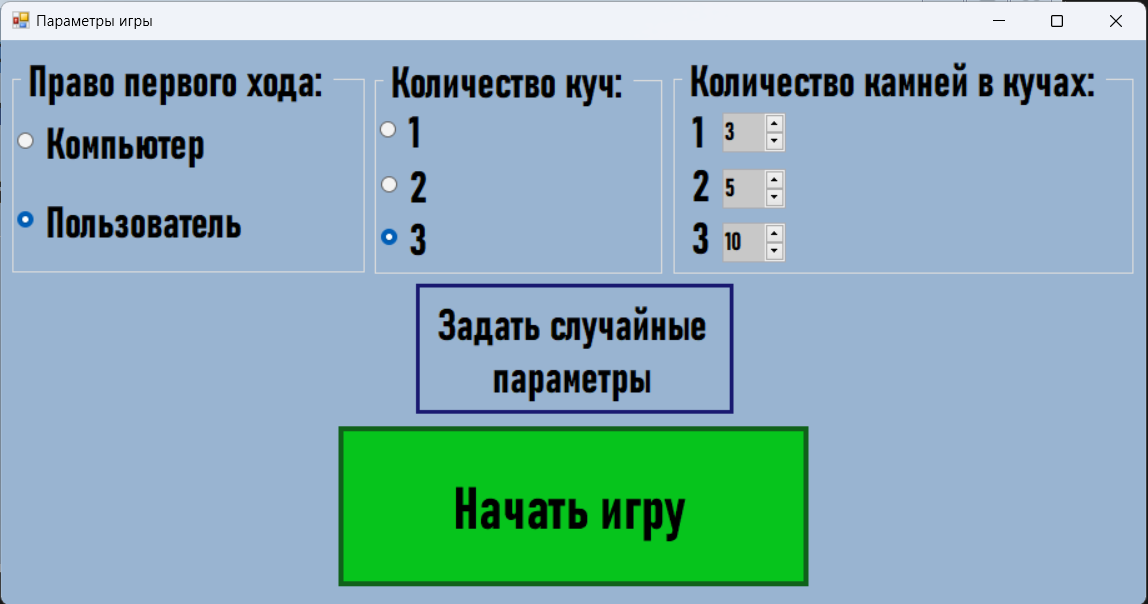 Параметры игры
Право первого хода:
Компьютер
Пользователь
Количество куч:
1
2
3
Количество камней в кучах:
1 3
2 5
3 10
Задать случайные
параметры
Начать игру